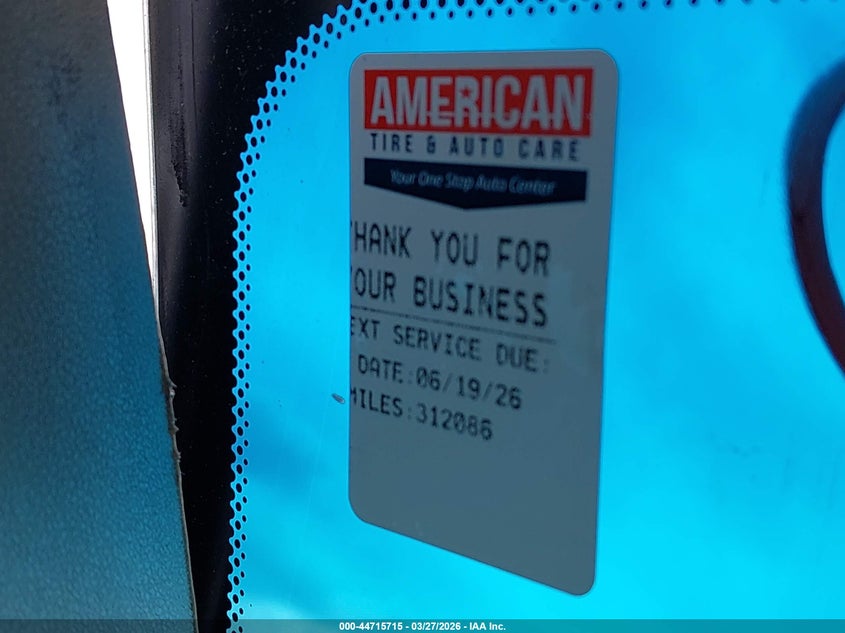 AMERICAN
TIRE & AUTO CARE
Your One Stop Auto Center
HANK YOU FOR
OUR BUSINESS
EXT SERVICE DUE:
DATE:06/19/26
MILES:312086
000-44715715 - 03/27/2026 - IAA Inc.